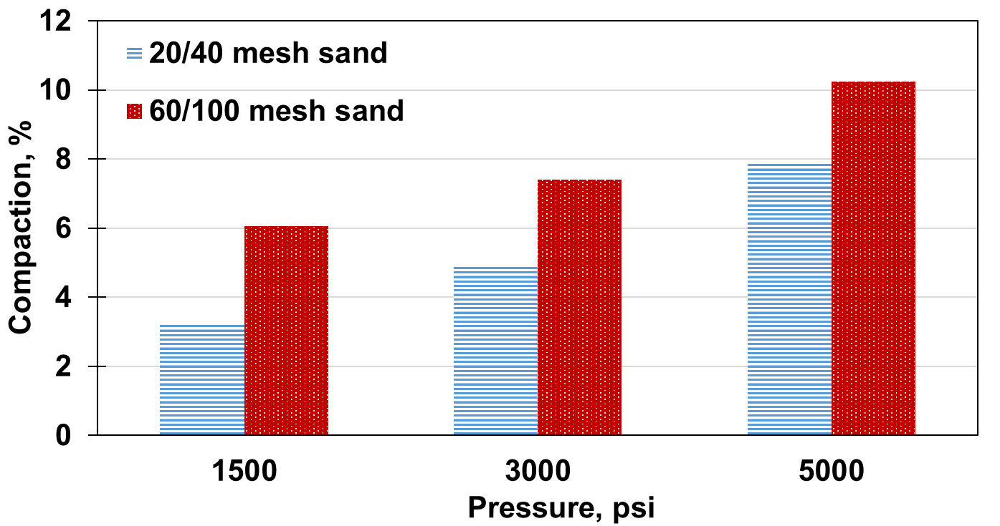 12
10
8
6
4
2
0
Compaction, %
20/40 mesh sand
60/100 mesh sand
1500 3000 5000
Pressure, psi